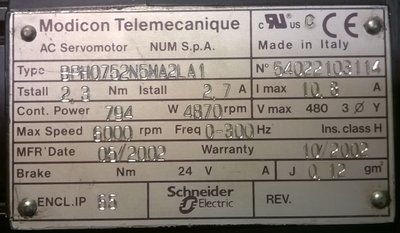 Modicon Telemecanique
c UL us C E
AC Servomotor NUM S.p.A. Made in Italy
Type BPH0752N5MA2LA1 N° 54022103114
Tstall 2,3 Nm Istall 2,7 A I max 10,8 A
Cont. Power 794 W 4870 rpm V max 480 3 Ø Y
Max Speed 6000 rpm Freq 0-300 Hz Ins. class H
MFR'Date 05/2002 Warranty 10/2002
Brake Nm 24 V A J 0,12 gm²
ENCL.IP 65 Schneider Electric REV.